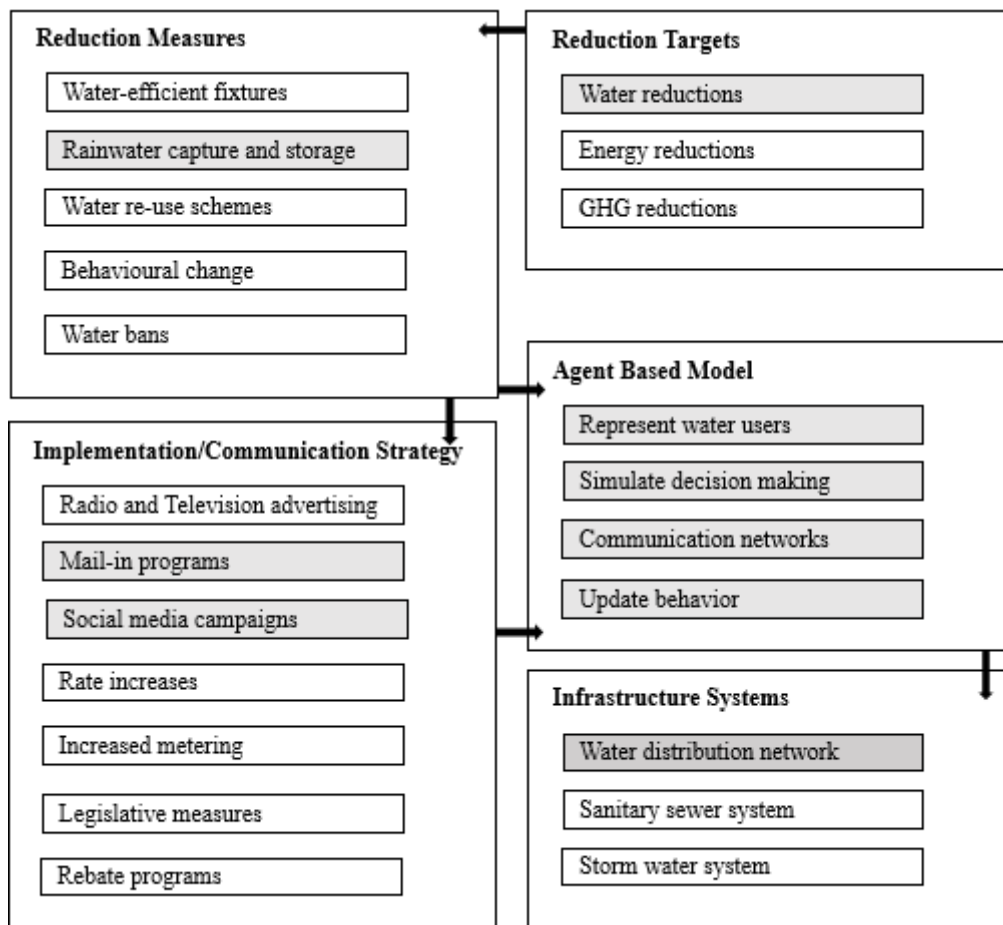 Reduction Measures
Water-efficient fixtures
Rainwater capture and storage
Water re-use schemes
Behavioural change
Water bans
Reduction Targets
Water reductions
Energy reductions
GHG reductions
Implementation/Communication Strategy
Radio and Television advertising
Mail-in programs
Social media campaigns
Rate increases
Increased metering
Legislative measures
Rebate programs
Agent Based Model
Represent water users
Simulate decision making
Communication networks
Update behavior
Infrastructure Systems
Water distribution network
Sanitary sewer system
Storm water system